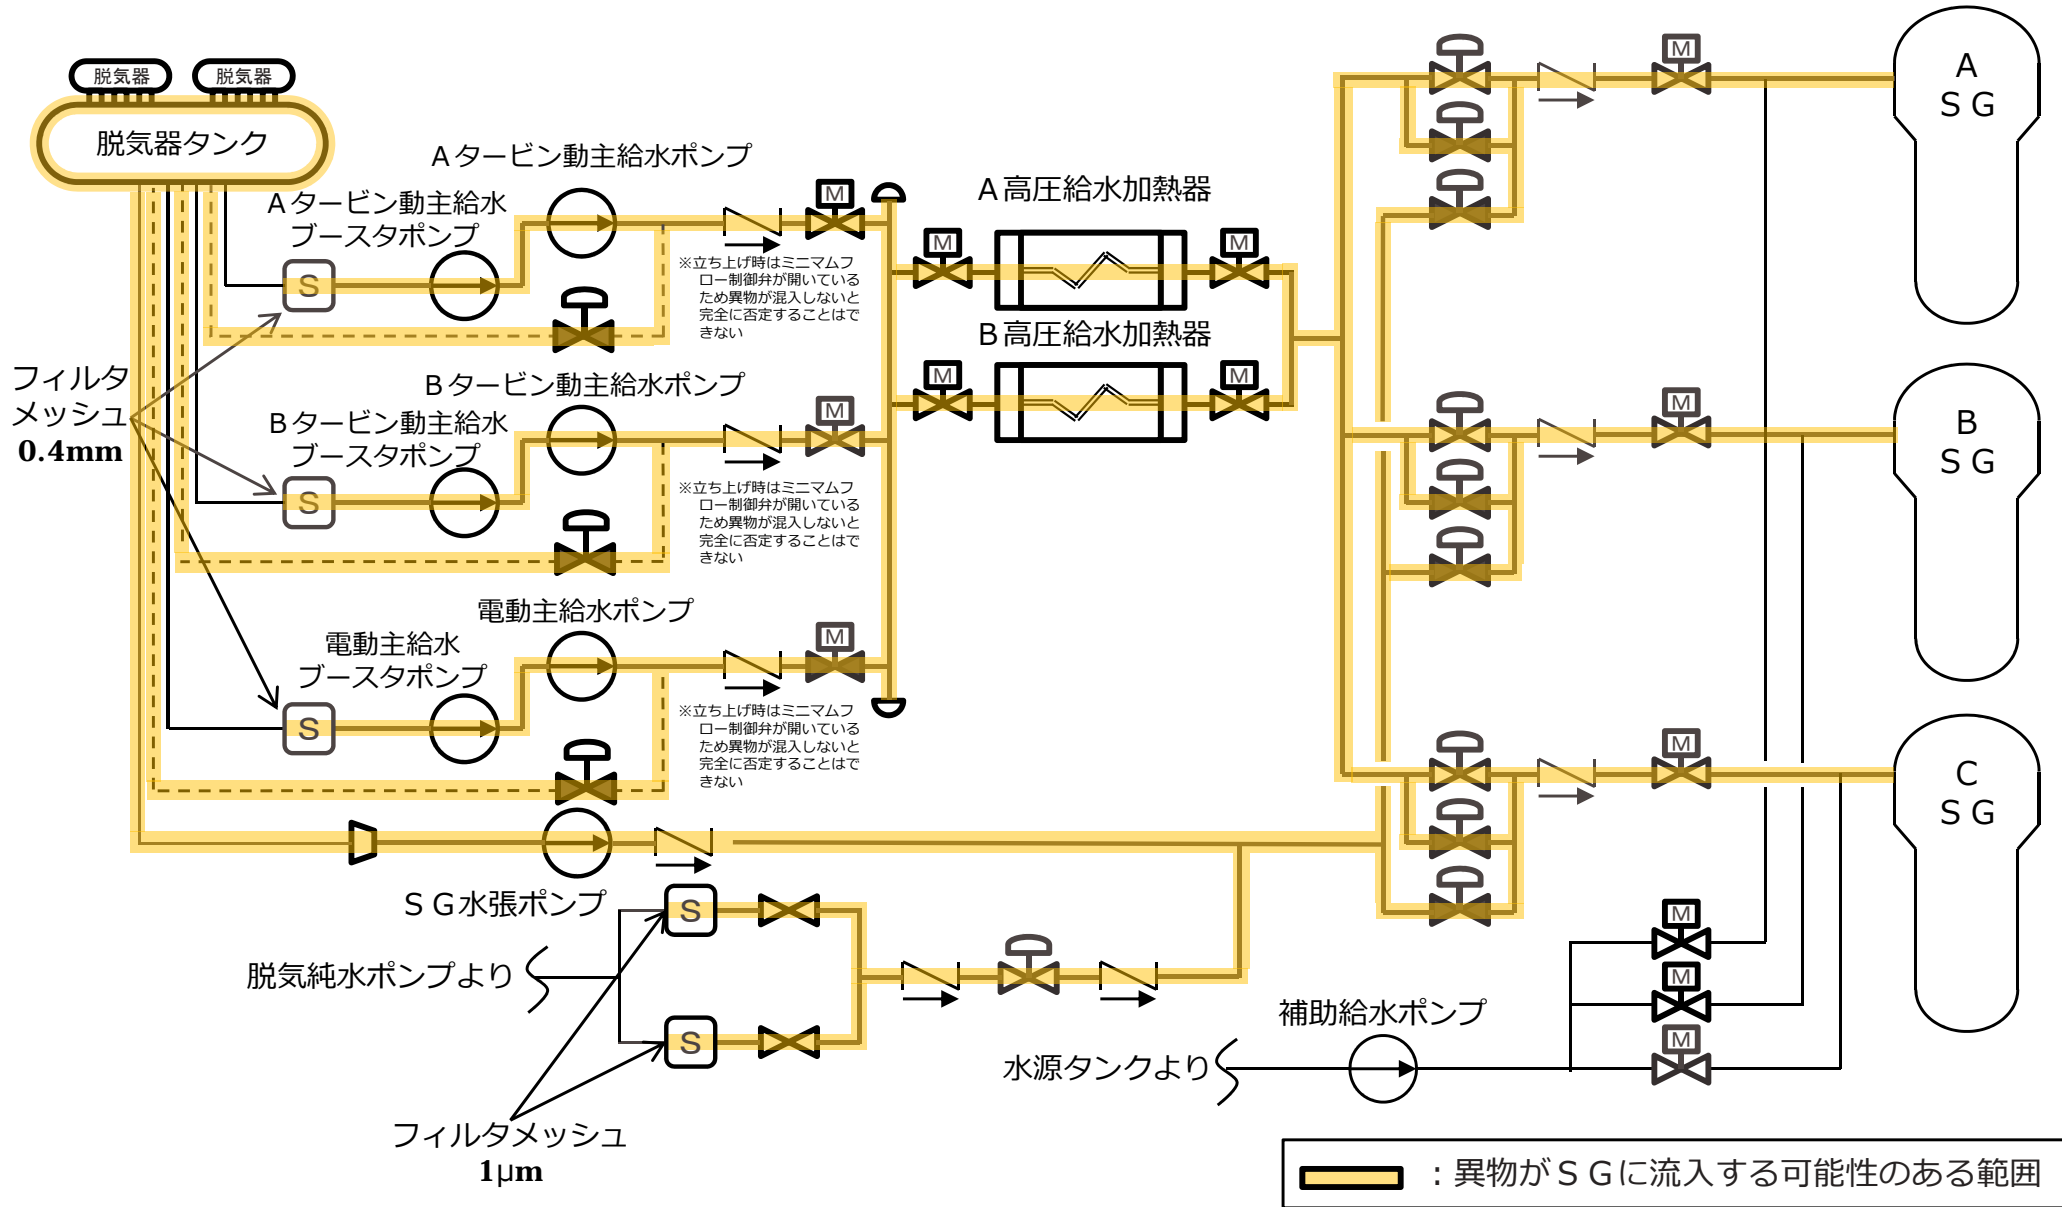 脱気器
脱気器
脱気器タンク
Aタービン動主給水ポンプ
Aタービン動主給水
ブースタポンプ
S
M
※立ち上げ時はミニマムフ
ロー制御弁が開いている
ため異物が混入しないと
完全に否定することはで
きない
フィルタ
メッシュ
0.4mm
Bタービン動主給水ポンプ
Bタービン動主給水
ブースタポンプ
S
M
※立ち上げ時はミニマムフ
ロー制御弁が開いている
ため異物が混入しないと
完全に否定することはで
きない
電動主給水ポンプ
電動主給水
ブースタポンプ
S
M
※立ち上げ時はミニマムフ
ロー制御弁が開いている
ため異物が混入しないと
完全に否定することはで
きない
A高圧給水加熱器
M
M
B高圧給水加熱器
M
M
M
A
SG
M
B
SG
M
C
SG
SG水張ポンプ
S
脱気純水ポンプより
S
フィルタメッシュ
1μm
補助給水ポンプ
水源タンクより
M
M
M
：異物がSGに流入する可能性のある範囲